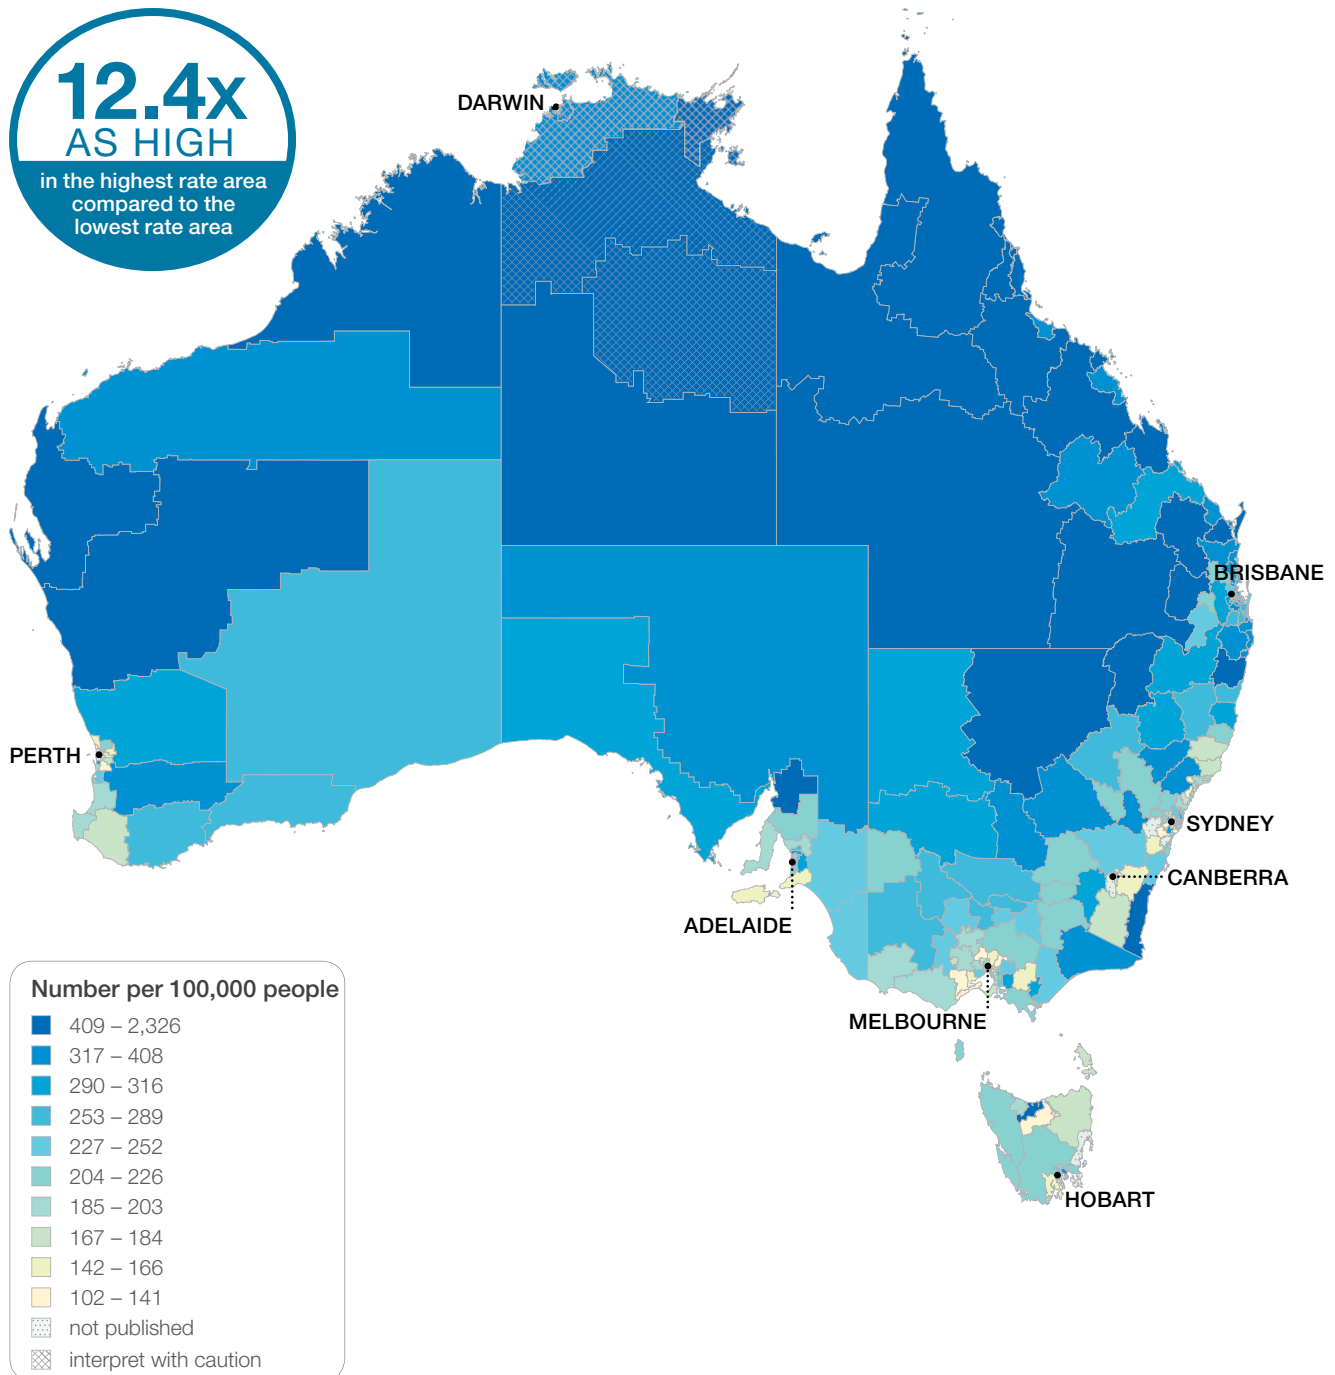 12.4x
AS HIGH
in the highest rate area
compared to the
lowest rate area
DARWIN
BRISBANE
PERTH
SYDNEY
CANBERRA
ADELAIDE
MELBOURNE
HOBART
Number per 100,000 people
409 – 2,326
317 – 408
290 – 316
253 – 289
227 – 252
204 – 226
185 – 203
167 – 184
142 – 166
102 – 141
not published
interpret with caution